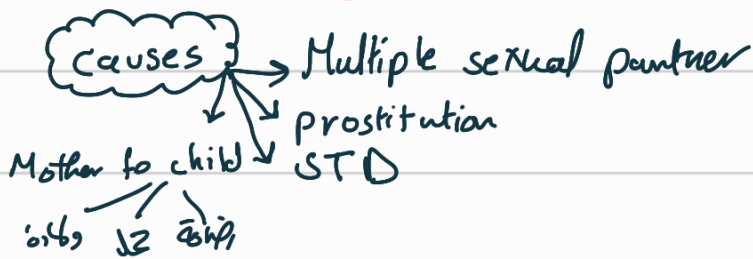 Causes
Multiple sexual partner
prostitution
Mother to child
STD